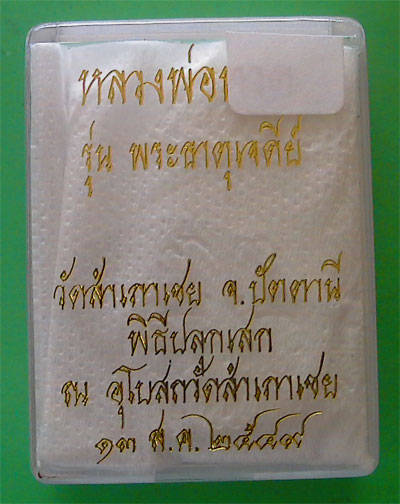 หลวงพ่อ
รุ่น พระธาตุเจดีย์
วัดสำเภาเชย จ.ปัตตานี
พิธีปลุกเสก
ณ อุโบสถวัดสำเภาเชย
๑๓ ส.ค. ๒๕๔๙